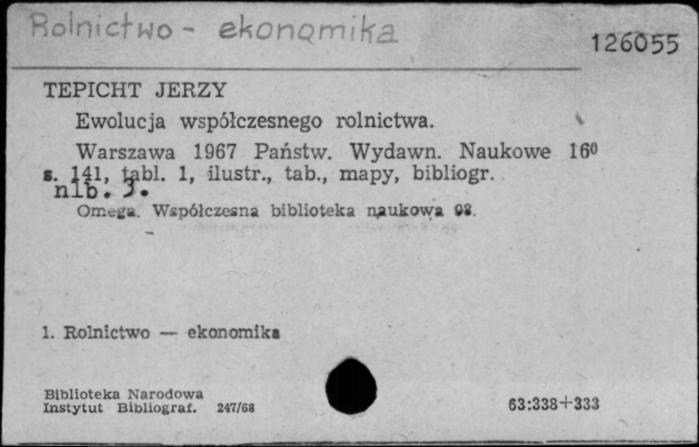 Rolnictwo - ekonomika
126055
TEPICHT JERZY
Ewolucja współczesnego rolnictwa.
Warszawa 1967 Państw. Wydawn. Naukowe 16⁰
s. 141, tabl. 1, ilustr., tab., mapy, bibliogr.
nlb. 3.
Omega. Współczesna biblioteka naukowa 98.
1. Rolnictwo — ekonomika
Biblioteka Narodowa
Instytut Bibliograf. 247/68
63:338+333